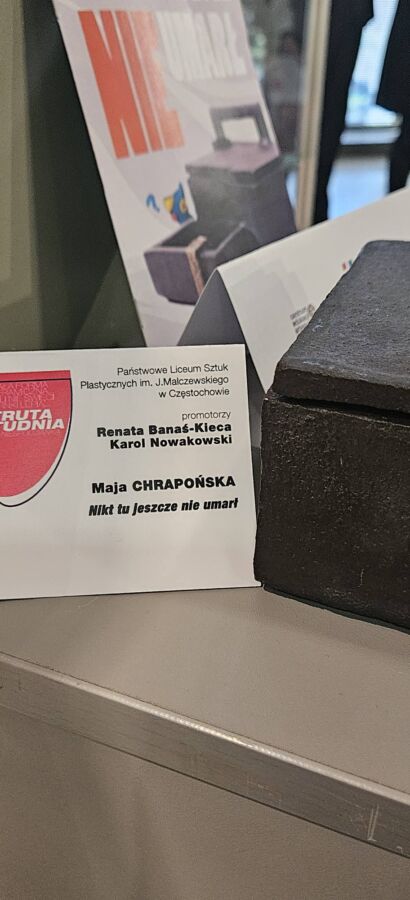 NIE
UMARŁ
Państwowe Liceum Sztuk
Plastycznych im. J.Malczewskiego
w Częstochowie
promotorzy
Renata Banaś-Kieca
Karol Nowakowski
Maja CHRAPOŃSKA
Nikt tu jeszcze nie umarł
TRUTA
TUDNIA